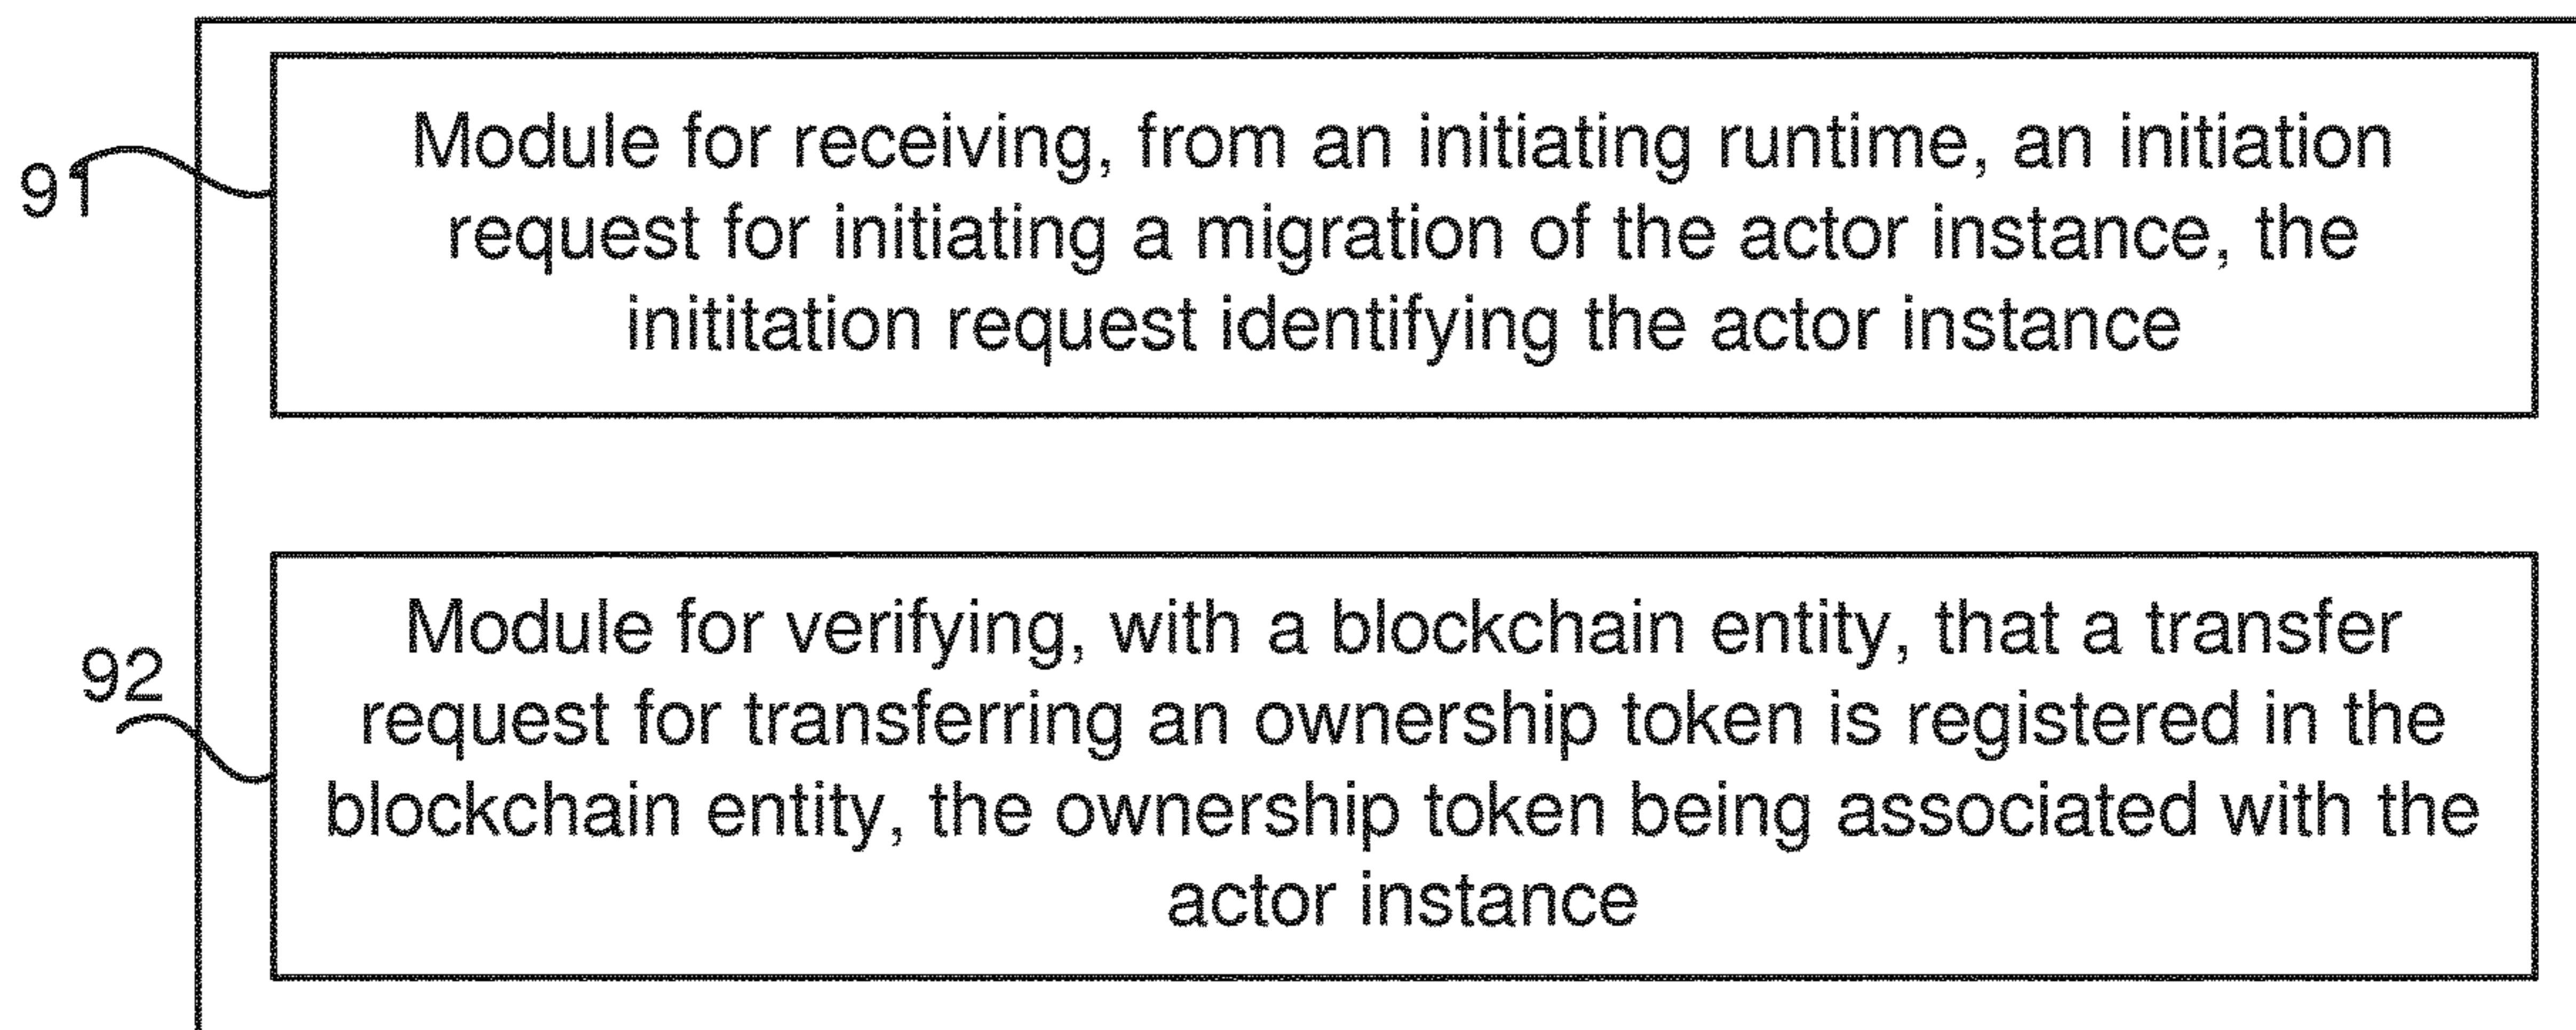 91
Module for receiving, from an initiating runtime, an initiation
request for initiating a migration of the actor instance, the
inititation request identifying the actor instance
92
Module for verifying, with a blockchain entity, that a transfer
request for transferring an ownership token is registered in the
blockchain entity, the ownership token being associated with the
actor instance